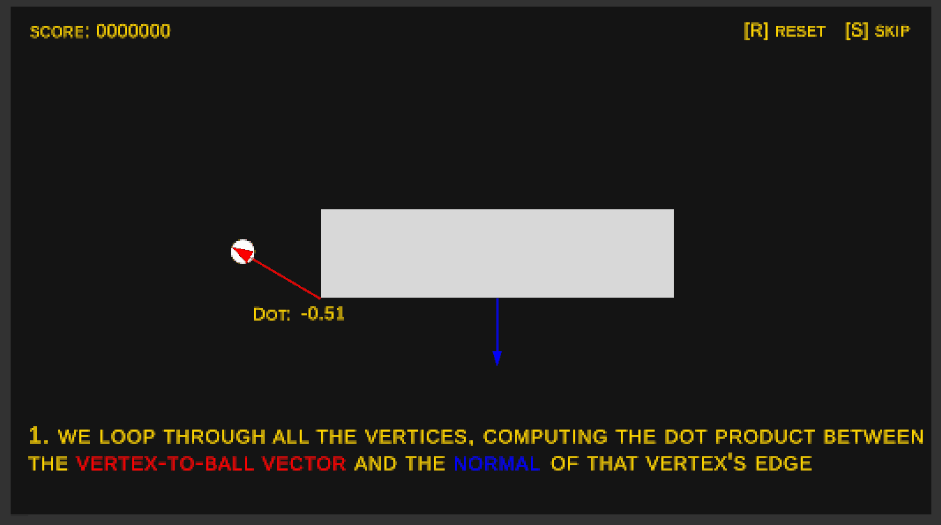 SCORE: 0000000
[R] RESET [S] SKIP
DOT: -0.51
1. WE LOOP THROUGH ALL THE VERTICES, COMPUTING THE DOT PRODUCT BETWEEN
THE VERTEX-TO-BALL VECTOR AND THE NORMAL OF THAT VERTEX'S EDGE